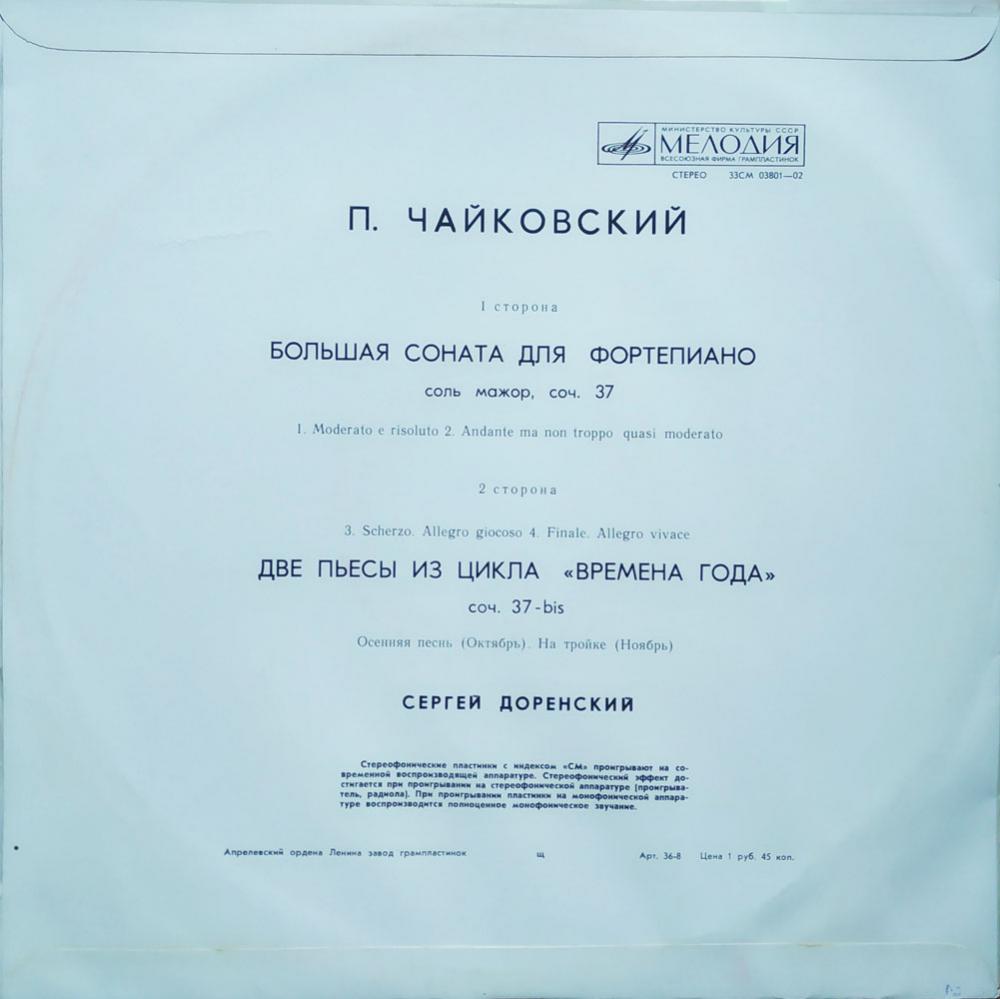 МИНИСТЕРСТВО КУЛЬТУРЫ СССР
МЕЛОДИЯ
ВСЕСОЮЗНАЯ ФИРМА ГРАМПЛАСТИНОК
СТЕРЕО 33СМ 03801—02
П. ЧАЙКОВСКИЙ
1 сторона
БОЛЬШАЯ СОНАТА ДЛЯ ФОРТЕПИАНО
соль мажор, соч. 37
1. Moderato e risoluto 2. Andante ma non troppo quasi moderato
2 сторона
3. Scherzo. Allegro giocoso 4. Finale. Allegro vivace
ДВЕ ПЬЕСЫ ИЗ ЦИКЛА «ВРЕМЕНА ГОДА»
соч. 37-bis
Осенняя песнь (Октябрь). На тройке (Ноябрь)
СЕРГЕЙ ДОРЕНСКИЙ
Стереофонические пластинки с индексом «СМ» проигрывают на со-
временной воспроизводящей аппаратуре. Стереофонический эффект до-
стигается при проигрывании на стереофонической аппаратуре (проигрыва-
тель, радиола). При проигрывании пластинки на монофонической аппара-
туре воспроизводится полноценное монофоническое звучание.
Апрелевский ордена Ленина завод грампластинок щ Арт. 36-8 Цена 1 руб. 45 коп.